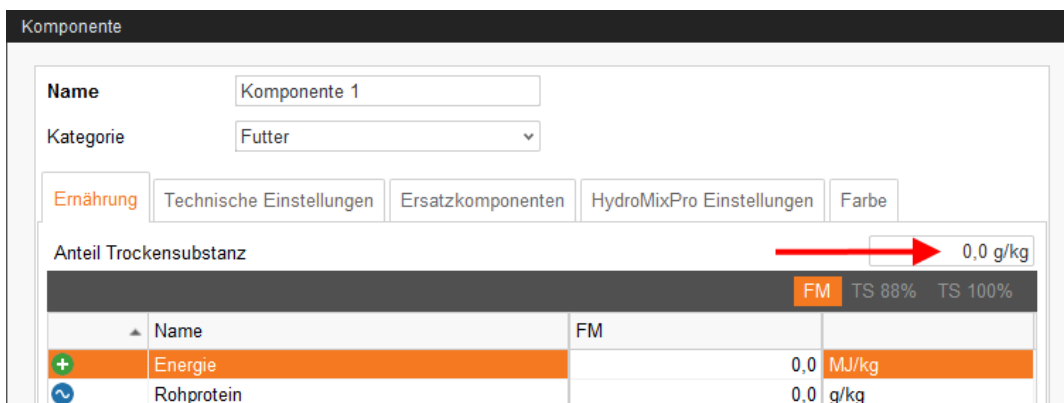 Komponente
Name Komponente 1
Kategorie Futter
Ernährung Technische Einstellungen Ersatzkomponenten HydroMixPro Einstellungen Farbe
Anteil Trockensubstanz 0,0 g/kg
FM TS 88% TS 100%
Name FM
Energie 0,0 MJ/kg
Rohprotein 0,0 g/kg